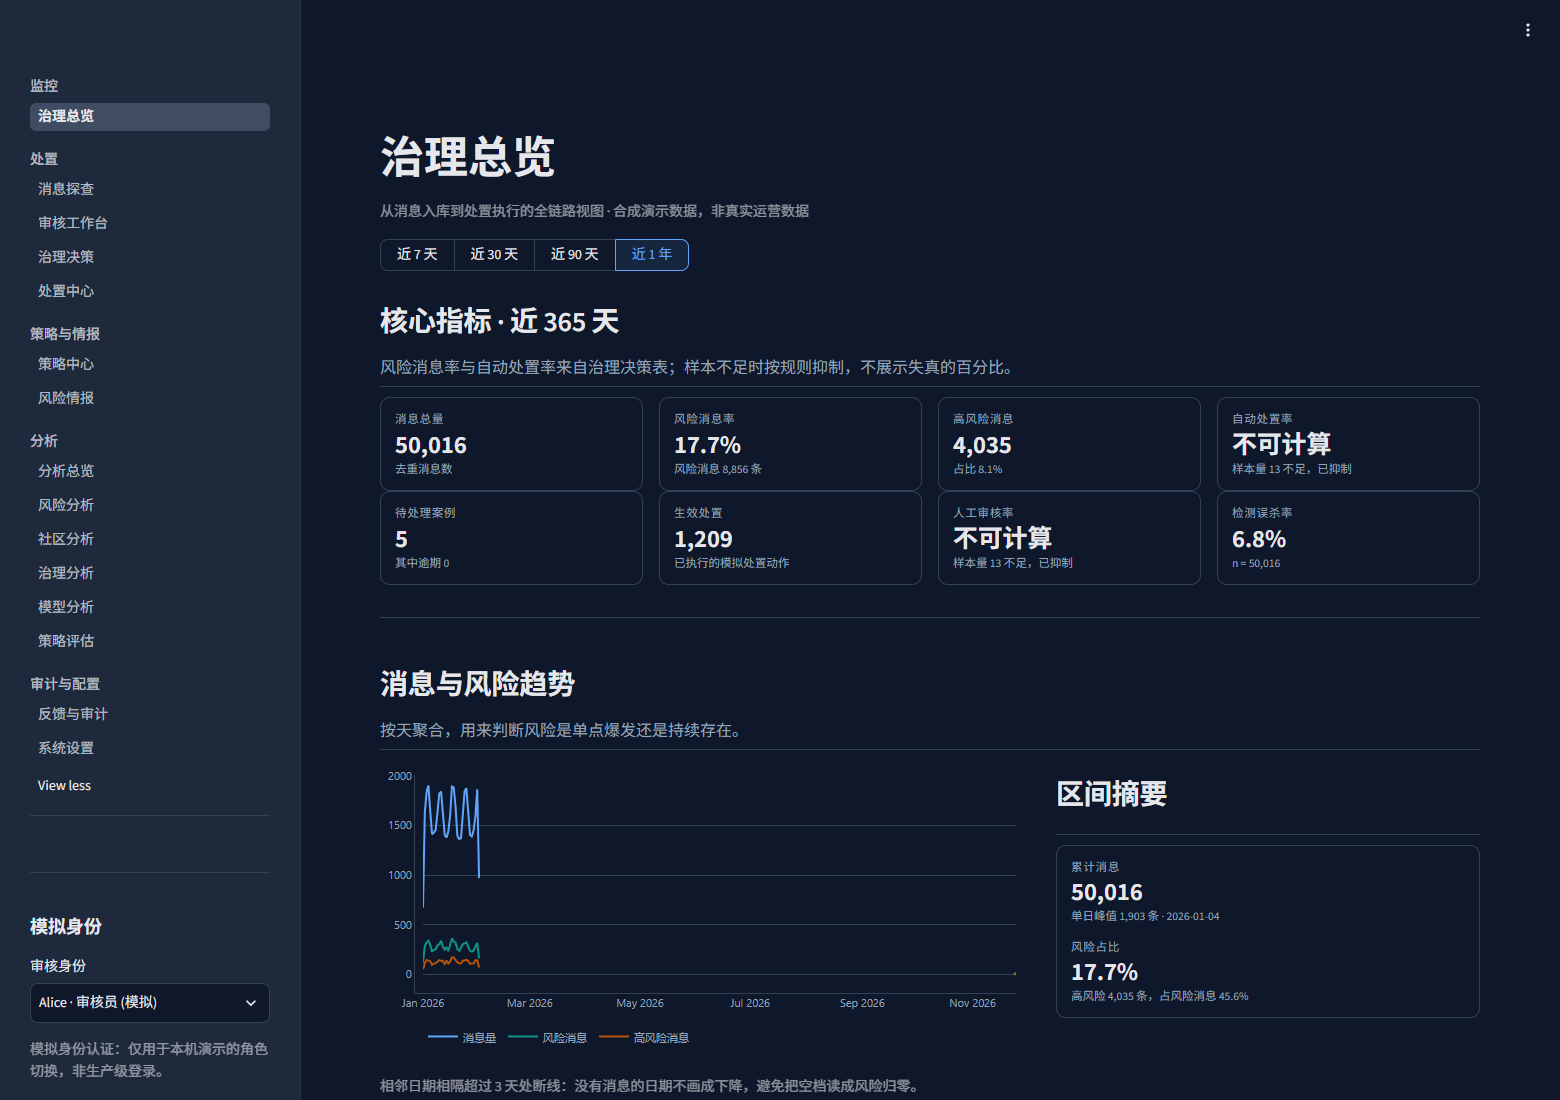 监控
治理总览
处置
消息探查
审核工作台
治理决策
处置中心
策略与情报
策略中心
风险情报
分析
分析总览
风险分析
社区分析
治理分析
模型分析
策略评估
审计与配置
反馈与审计
系统设置
View less
模拟身份
审核身份
Alice · 审核员 (模拟)
模拟身份认证：仅用于本机演示的角色
切换，非生产级登录。
治理总览
从消息入库到处置执行的全链路视图 · 合成演示数据，非真实运营数据
近 7 天 近 30 天 近 90 天 近 1 年
核心指标 · 近 365 天
风险消息率与自动处置率来自治理决策表；样本不足时按规则抑制，不展示失真的百分比。
消息总量
50,016
去重消息数
风险消息率
17.7%
风险消息 8,856 条
高风险消息
4,035
占比 8.1%
自动处置率
不可计算
样本量 13 不足，已抑制
待处理案例
5
其中逾期 0
生效处置
1,209
已执行的模拟处置动作
人工审核率
不可计算
样本量 13 不足，已抑制
检测误杀率
6.8%
n = 50,016
消息与风险趋势
按天聚合，用来判断风险是单点爆发还是持续存在。
2000
1500
1000
500
0
Jan 2026 Mar 2026 May 2026 Jul 2026 Sep 2026 Nov 2026
消息量 风险消息 高风险消息
区间摘要
累计消息
50,016
单日峰值 1,903 条 · 2026-01-04
风险占比
17.7%
高风险 4,035 条，占风险消息 45.6%
相邻日期相隔超过 3 天处断线：没有消息的日期不画成下降，避免把空档读成风险归零。